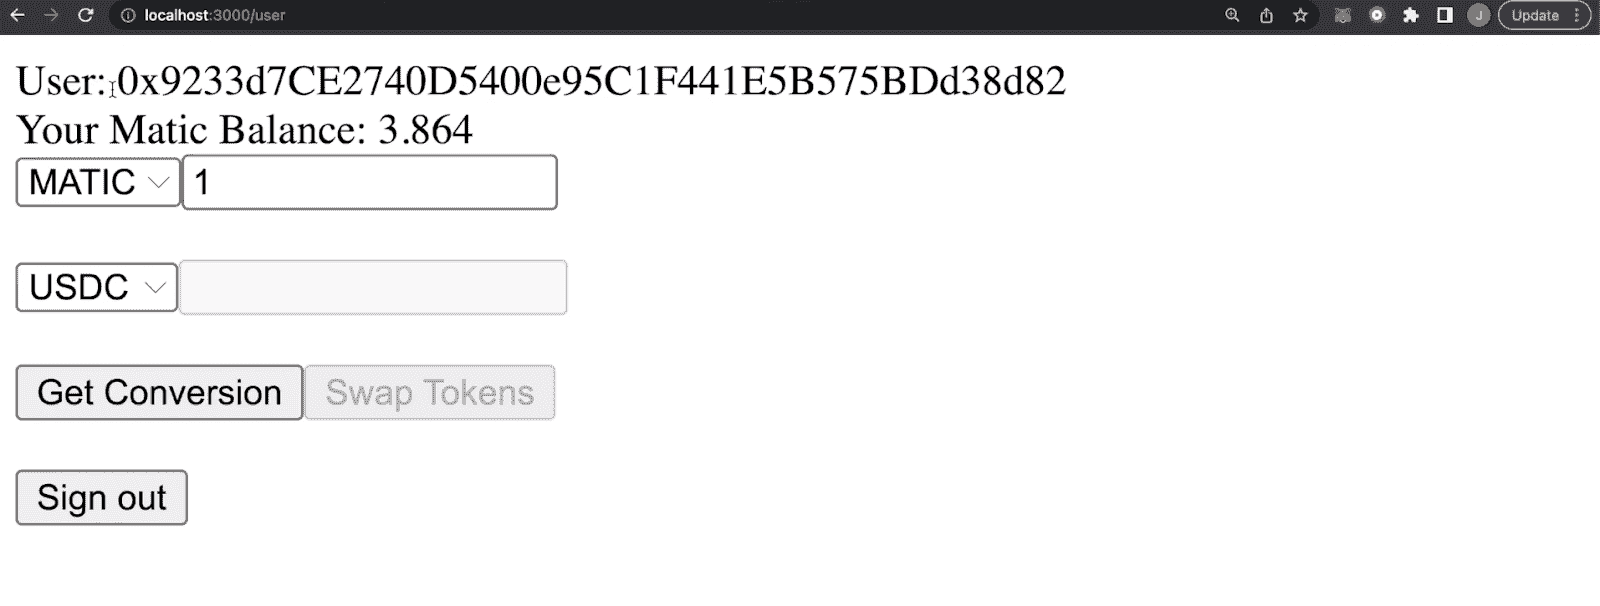 localhost:3000/user
J
Update
User: 0x9233d7CE2740D5400e95C1F441E5B575BDd38d82
Your Matic Balance: 3.864
MATIC 1
USDC
Get Conversion Swap Tokens
Sign out